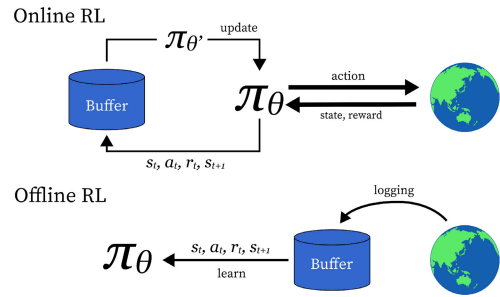 Online RL
πθ'
update
Buffer
πθ
action
state, reward
st, at, rt, st+1
Offline RL
logging
πθ
st, at, rt, st+1
learn
Buffer